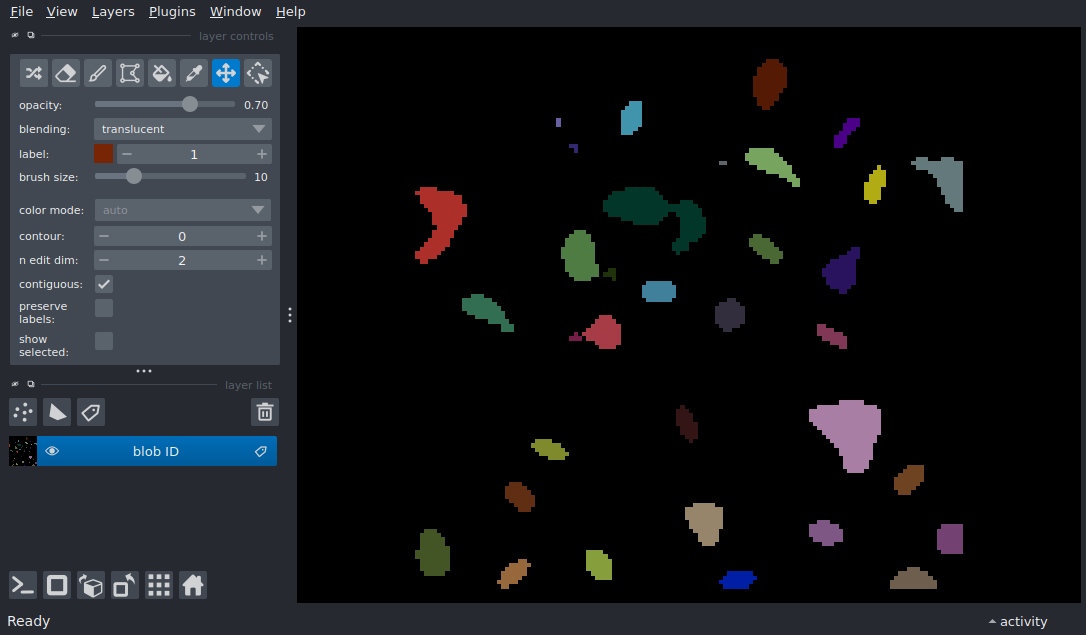 File View Layers Plugins Window Help
layer controls
opacity: 0.70
blending: translucent
label: 1
brush size: 10
color mode: auto
contour: 0
n edit dim: 2
contiguous:
preserve
labels:
show
selected:
layer list
blob ID
Ready activity